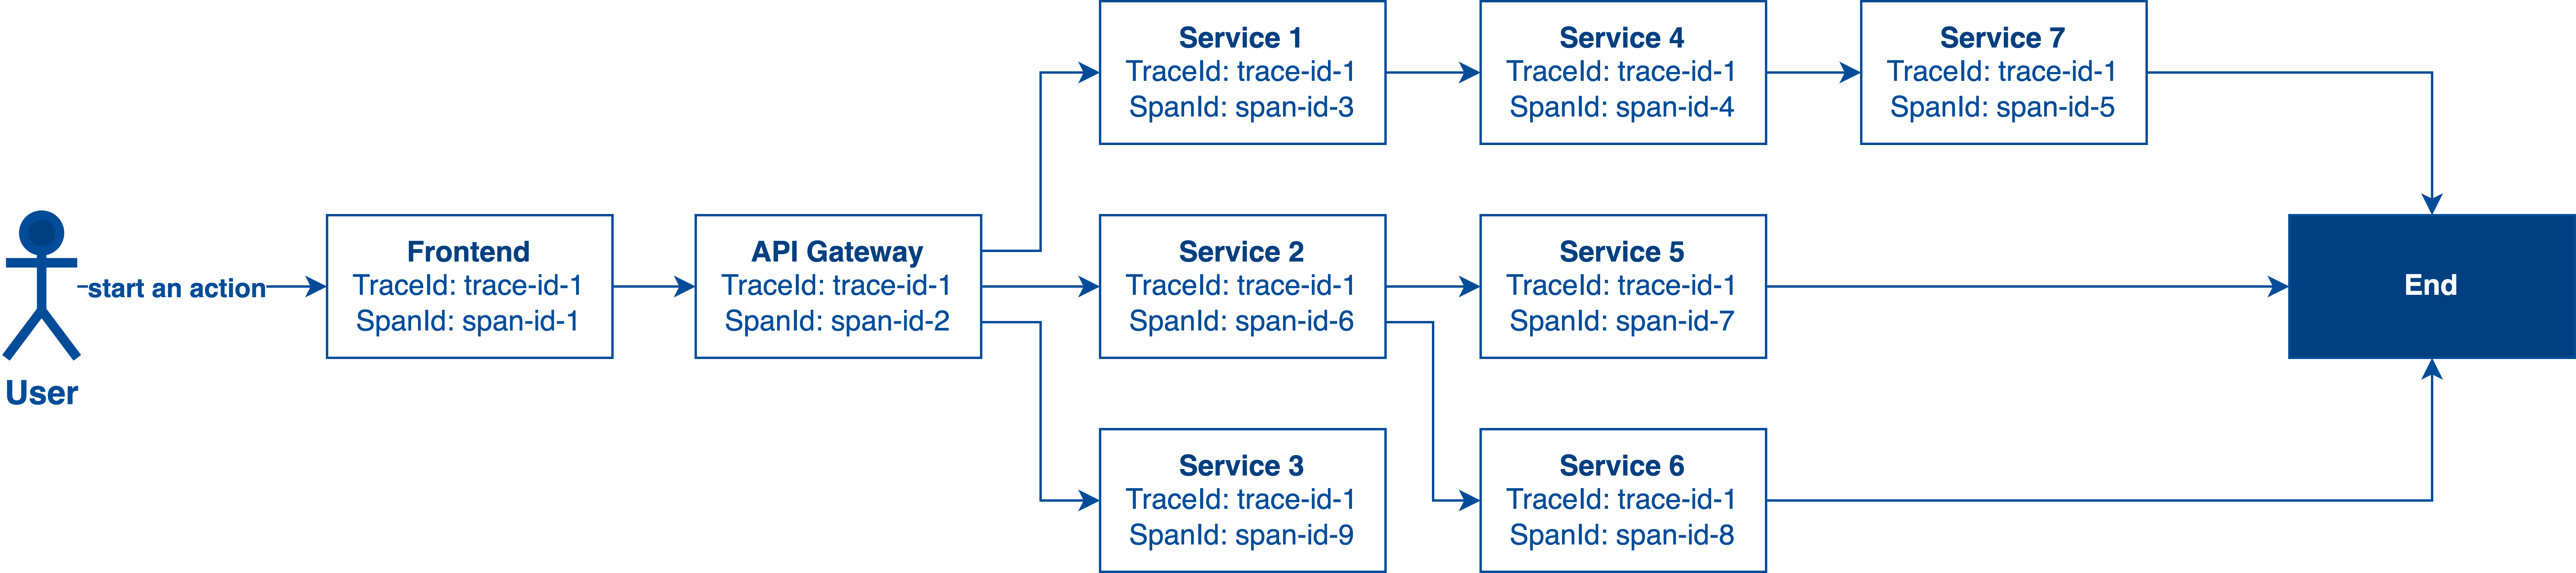 User
start an action
Frontend
TraceId: trace-id-1
SpanId: span-id-1
API Gateway
TraceId: trace-id-1
SpanId: span-id-2
Service 1
TraceId: trace-id-1
SpanId: span-id-3
Service 4
TraceId: trace-id-1
SpanId: span-id-4
Service 7
TraceId: trace-id-1
SpanId: span-id-5
Service 2
TraceId: trace-id-1
SpanId: span-id-6
Service 5
TraceId: trace-id-1
SpanId: span-id-7
Service 3
TraceId: trace-id-1
SpanId: span-id-9
Service 6
TraceId: trace-id-1
SpanId: span-id-8
End